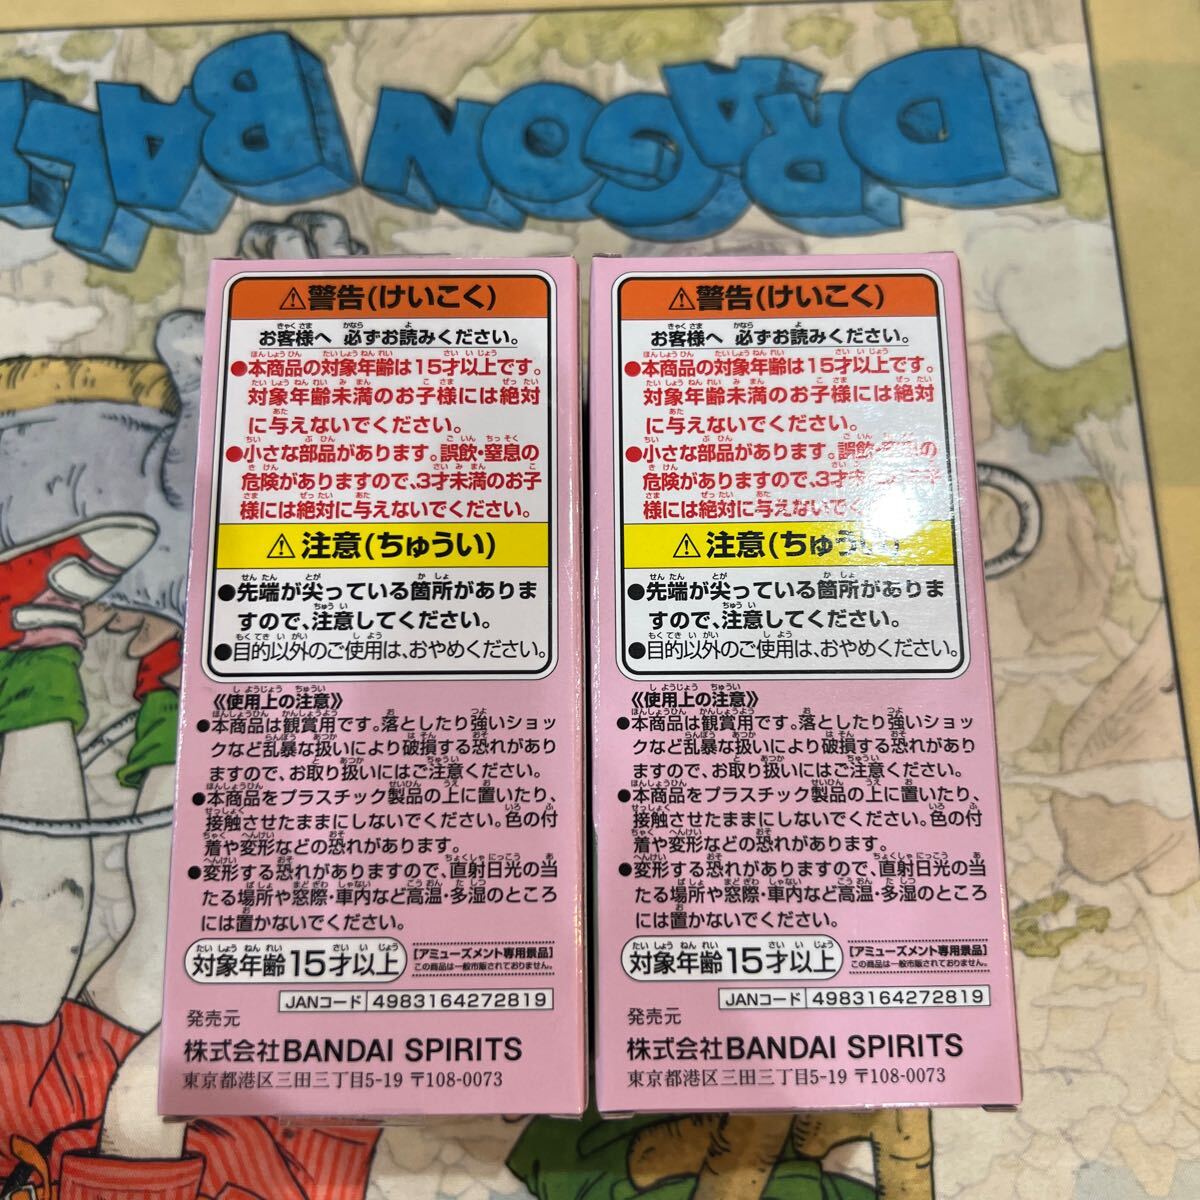 DRAGON BALL
⚠警告(けいこく)
お客様へ 必ずお読みください。
●本商品の対象年齢は15才以上です。
対象年齢未満のお子様には絶対
に与えないでください。
●小さな部品があります。誤飲・窒息の
危険がありますので、3才未満のお子
様には絶対に与えないでください。
⚠注意(ちゅうい)
●先端が尖っている箇所がありま
すので、注意してください。
●目的以外のご使用は、おやめください。
《使用上の注意》
●本商品は観賞用です。落としたり強いショッ
クなど乱暴な扱いにより破損する恐れがあり
ますので、お取り扱いにはご注意ください。
●本商品をプラスチック製品の上に置いたり、
接触させたままにしないでください。色の付
着や変形などの恐れがあります。
●変形する恐れがありますので、直射日光の当
たる場所や窓際・車内など高温・多湿のところ
には置かないでください。
対象年齢15才以上
[アミューズメント専用景品]
この商品は一般市販されておりません。
JANコード 4983164272819
発売元
株式会社BANDAI SPIRITS
東京都港区三田三丁目5-19 〒108-0073
⚠警告(けいこく)
お客様へ 必ずお読みください。
●本商品の対象年齢は15才以上です。
対象年齢未満のお子様には絶対
に与えないでください。
●小さな部品があります。誤飲・窒息の
危険がありますので、3才
様には絶対に与えないでください。
⚠注意(ちゅうい)
●先端が尖っている箇所がありま
すので、注意してください。
●目的以外のご使用は、おやめください。
《使用上の注意》
●本商品は観賞用です。落としたり強いショッ
クなど乱暴な扱いにより破損する恐れがあり
ますので、お取り扱いにはご注意ください。
●本商品をプラスチック製品の上に置いたり、
接触させたままにしないでください。色の付
着や変形などの恐れがあります。
●変形する恐れがありますので、直射日光の当
たる場所や窓際・車内など高温・多湿のところ
には置かないでください。
対象年齢15才以上
[アミューズメント専用景品]
この商品は一般市販されておりません。
JANコード 4983164272819
発売元
株式会社BANDAI SPIRITS
東京都港区三田三丁目5-19 〒108-0073